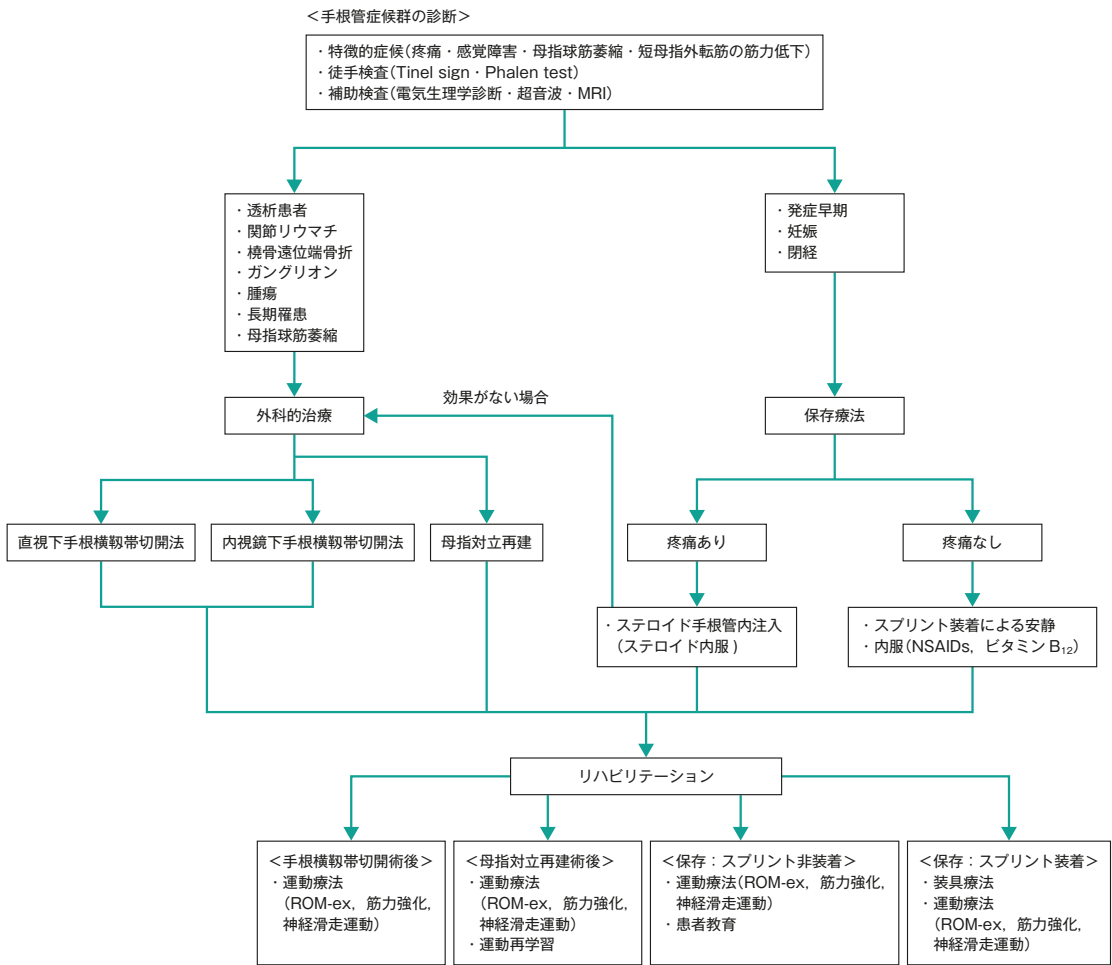 ＜手根管症候群の診断＞
・特徴的症候（疼痛・感覚障害・母指球筋萎縮・短母指外転筋の筋力低下）
・徒手検査（Tinel sign・Phalen test）
・補助検査（電気生理学診断・超音波・MRI）
・透析患者
・関節リウマチ
・橈骨遠位端骨折
・ガングリオン
・腫瘍
・長期罹患
・母指球筋萎縮
・発症早期
・妊娠
・閉経
効果がない場合
外科的治療
保存療法
直視下手根横靱帯切開法
内視鏡下手根横靱帯切開法
母指対立再建
疼痛あり
疼痛なし
・ステロイド手根管内注入
（ステロイド内服）
・スプリント装着による安静
・内服（NSAIDs，ビタミン B₁₂）
リハビリテーション
＜手根横靱帯切開術後＞
・運動療法
（ROM-ex，筋力強化，
神経滑走運動）
＜母指対立再建術後＞
・運動療法
（ROM-ex，筋力強化，
神経滑走運動）
・運動再学習
＜保存：スプリント非装着＞
・運動療法（ROM-ex，筋力強化，
神経滑走運動）
・患者教育
＜保存：スプリント装着＞
・装具療法
・運動療法
（ROM-ex，筋力強化，
神経滑走運動）